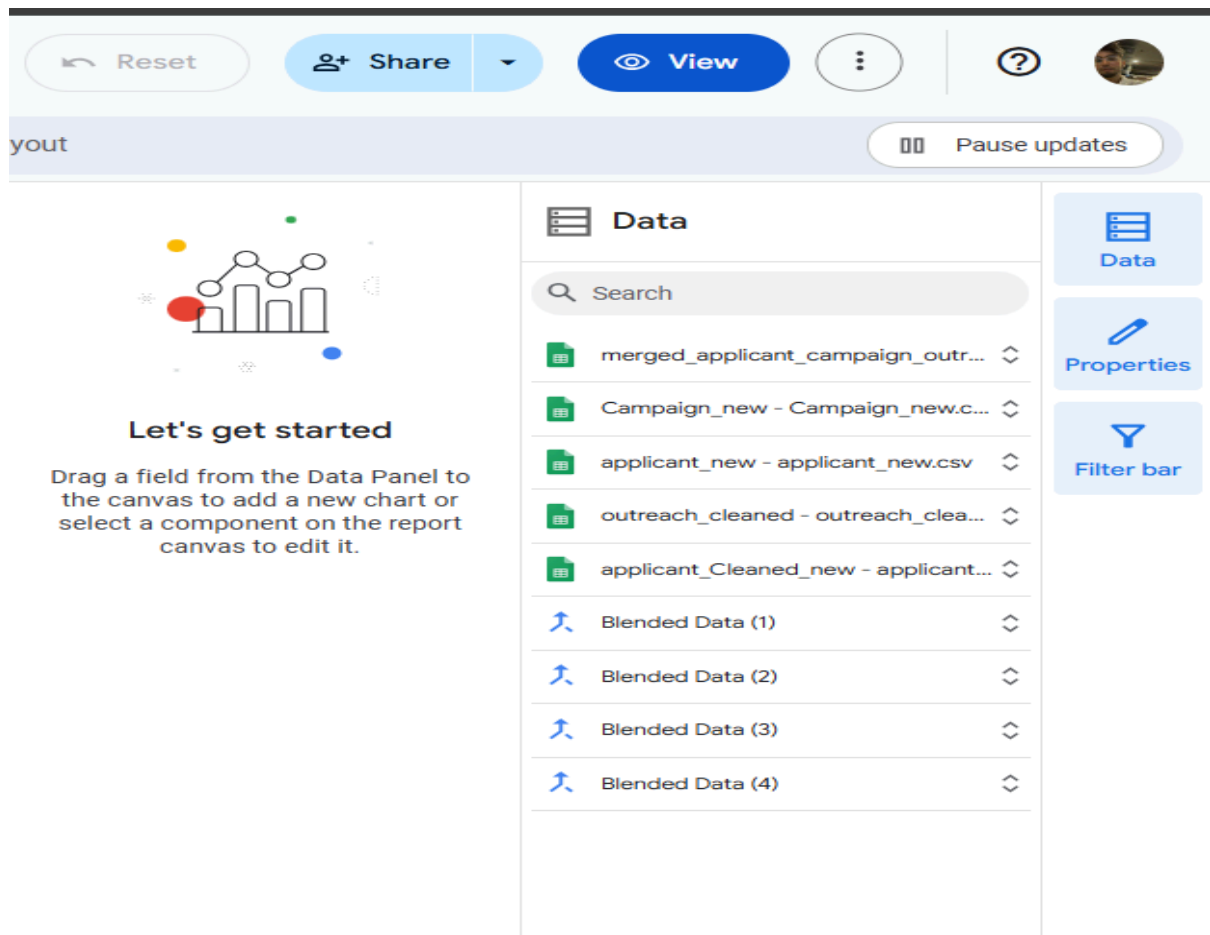 Reset
Share
View
yout
Pause updates
Data
Data
Search
merged_applicant_campaign_outr...
Properties
Campaign_new - Campaign_new.c...
Let's get started
applicant_new - applicant_new.csv
Filter bar
Drag a field from the Data Panel to
the canvas to add a new chart or
select a component on the report
canvas to edit it.
outreach_cleaned - outreach_clea...
applicant_Cleaned_new - applicant...
Blended Data (1)
Blended Data (2)
Blended Data (3)
Blended Data (4)